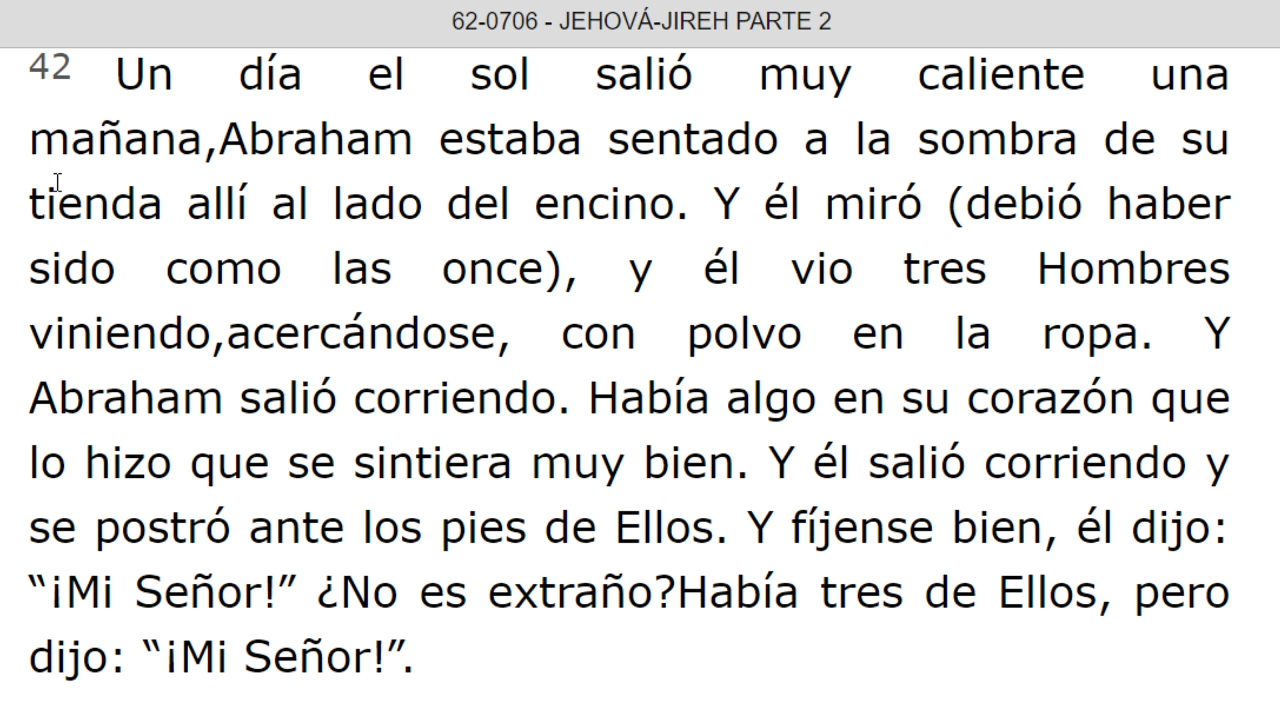 62-0706 - JEHOVÁ-JIREH PARTE 2
42 Un día el sol salió muy caliente una
mañana,Abraham estaba sentado a la sombra de su
tienda allí al lado del encino. Y él miró (debió haber
sido como las once), y él vio tres Hombres
viniendo,acercándose, con polvo en la ropa. Y
Abraham salió corriendo. Había algo en su corazón que
lo hizo que se sintiera muy bien. Y él salió corriendo y
se postró ante los pies de Ellos. Y fíjense bien, él dijo:
“¡Mi Señor!” ¿No es extraño?Había tres de Ellos, pero
dijo: “¡Mi Señor!”.